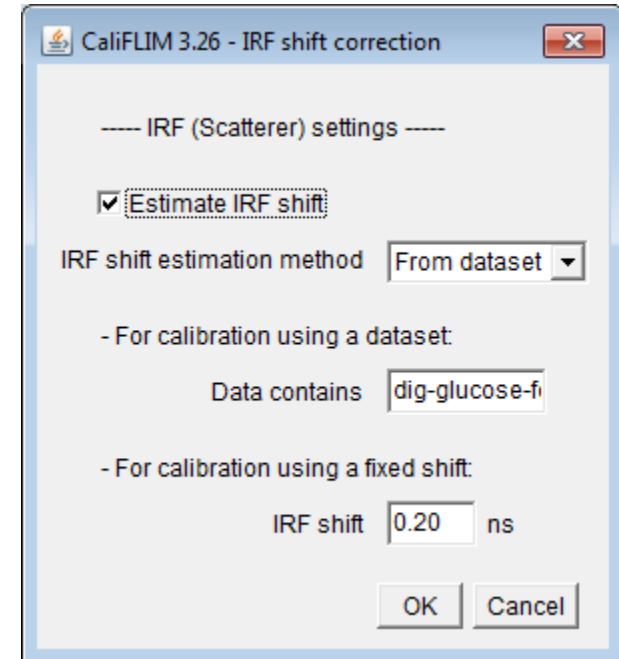 CaliFLIM 3.26 - IRF shift correction
----- IRF (Scatterer) settings -----
Estimate IRF shift
IRF shift estimation method From dataset
- For calibration using a dataset:
Data contains dig-glucose-f
- For calibration using a fixed shift:
IRF shift 0.20 ns
OK Cancel